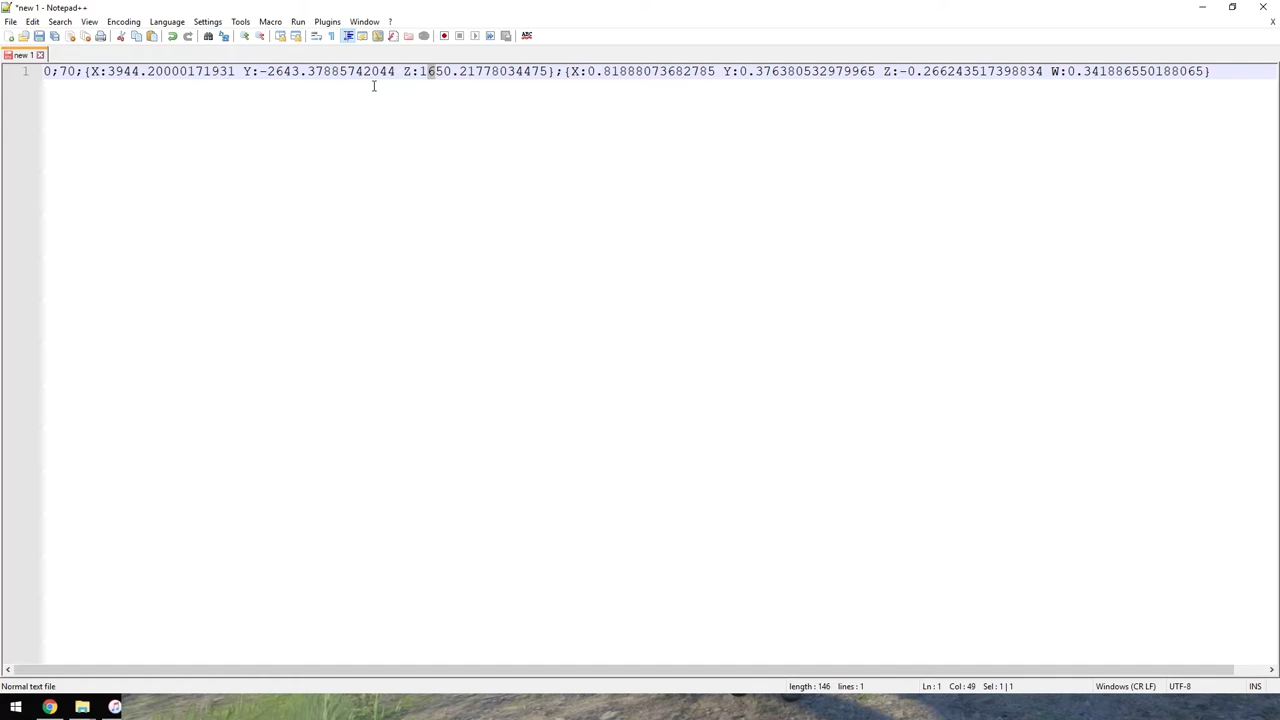 *new 1 - Notepad++
File Edit Search View Encoding Language Settings Tools Macro Run Plugins Window ?
X
new 1
1 0;70;{X:3944.20000171931 Y:-2643.37885742044 Z:1650.21778034475};{X:0.81888073682785 Y:0.376380532979965 Z:-0.266243517398834 W:0.341886550188065}
Normal text file length : 146 lines : 1 Ln : 1 Col : 49 Sel : 1 | 1 Windows (CR LF) UTF-8 INS